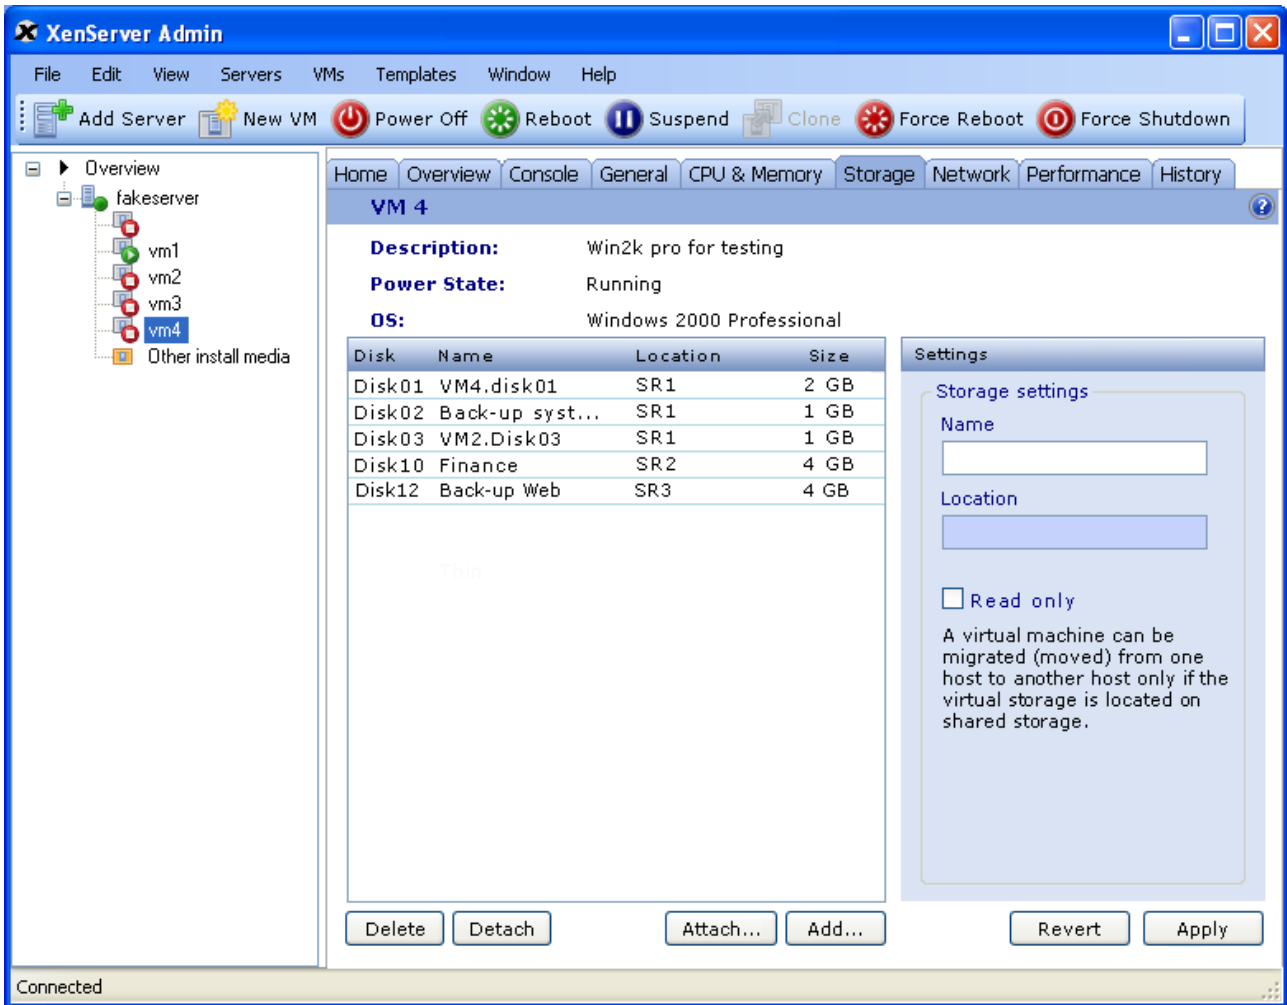 XenServer Admin
File Edit View Servers VMs Templates Window Help
Add Server New VM Power Off Reboot Suspend Clone Force Reboot Force Shutdown
Overview
fakeserver
vm1
vm2
vm3
vm4
Other install media
Home Overview Console General CPU & Memory Storage Network Performance History
VM 4
Description: Win2k pro for testing
Power State: Running
OS: Windows 2000 Professional
Disk Name Location Size
Disk01 VM4.disk01 SR1 2 GB
Disk02 Back-up syst... SR1 1 GB
Disk03 VM2.Disk03 SR1 1 GB
Disk10 Finance SR2 4 GB
Disk12 Back-up Web SR3 4 GB
Thin
Settings
Storage settings
Name
Location
Read only
A virtual machine can be
migrated (moved) from one
host to another host only if the
virtual storage is located on
shared storage.
Delete Detach Attach... Add... Revert Apply
Connected